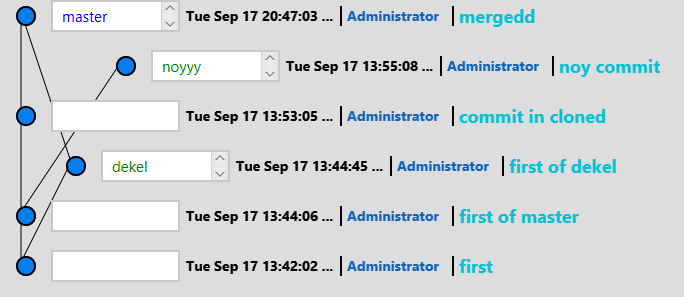 master Tue Sep 17 20:47:03 ... Administrator mergedd
noyyy Tue Sep 17 13:55:08 ... Administrator noy commit
Tue Sep 17 13:53:05 ... Administrator commit in cloned
dekel Tue Sep 17 13:44:45 ... Administrator first of dekel
Tue Sep 17 13:44:06 ... Administrator first of master
Tue Sep 17 13:42:02 ... Administrator first